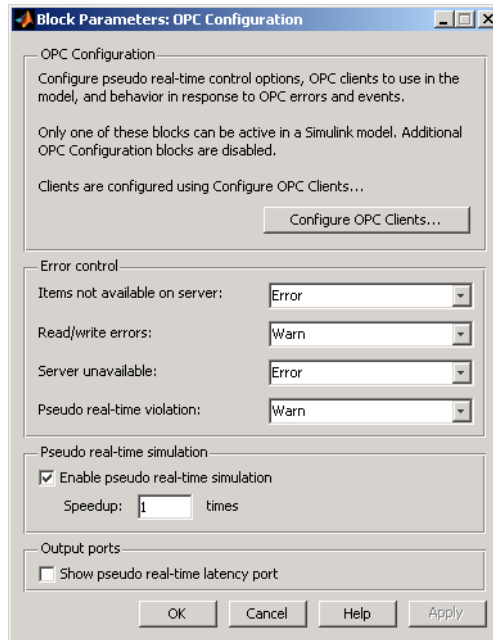 Block Parameters: OPC Configuration
OPC Configuration
Configure pseudo real-time control options, OPC clients to use in the
model, and behavior in response to OPC errors and events.
Only one of these blocks can be active in a Simulink model. Additional
OPC Configuration blocks are disabled.
Clients are configured using Configure OPC Clients...
Configure OPC Clients...
Error control
Items not available on server: Error
Read/write errors: Warn
Server unavailable: Error
Pseudo real-time violation: Warn
Pseudo real-time simulation
Enable pseudo real-time simulation
Speedup: 1 times
Output ports
Show pseudo real-time latency port
OK Cancel Help Apply